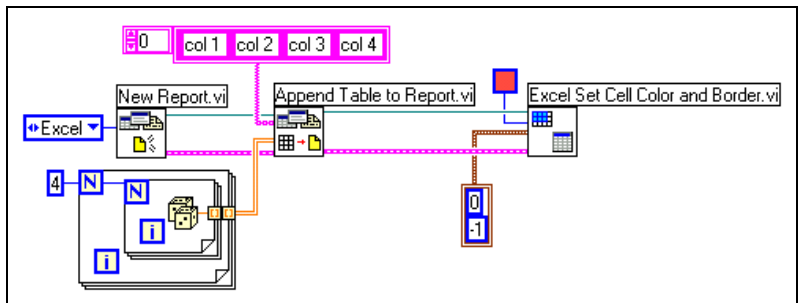 0 col 1 col 2 col 3 col 4
New Report.vi Append Table to Report.vi Excel Set Cell Color and Border.vi
Excel
4 N N
i
i
0
-1